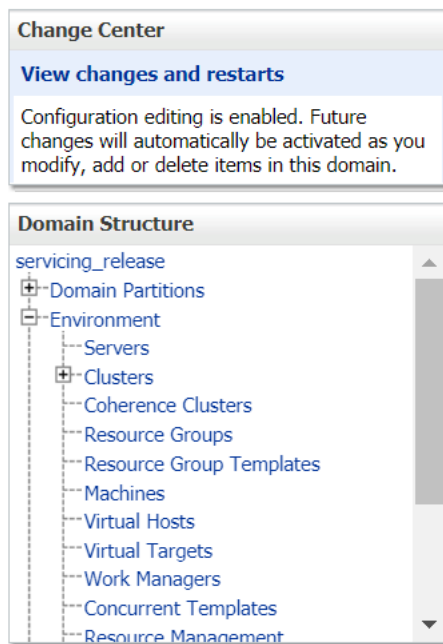 Change Center
View changes and restarts
Configuration editing is enabled. Future
changes will automatically be activated as you
modify, add or delete items in this domain.
Domain Structure
servicing_release
Domain Partitions
Environment
Servers
Clusters
Coherence Clusters
Resource Groups
Resource Group Templates
Machines
Virtual Hosts
Virtual Targets
Work Managers
Concurrent Templates
Resource Management